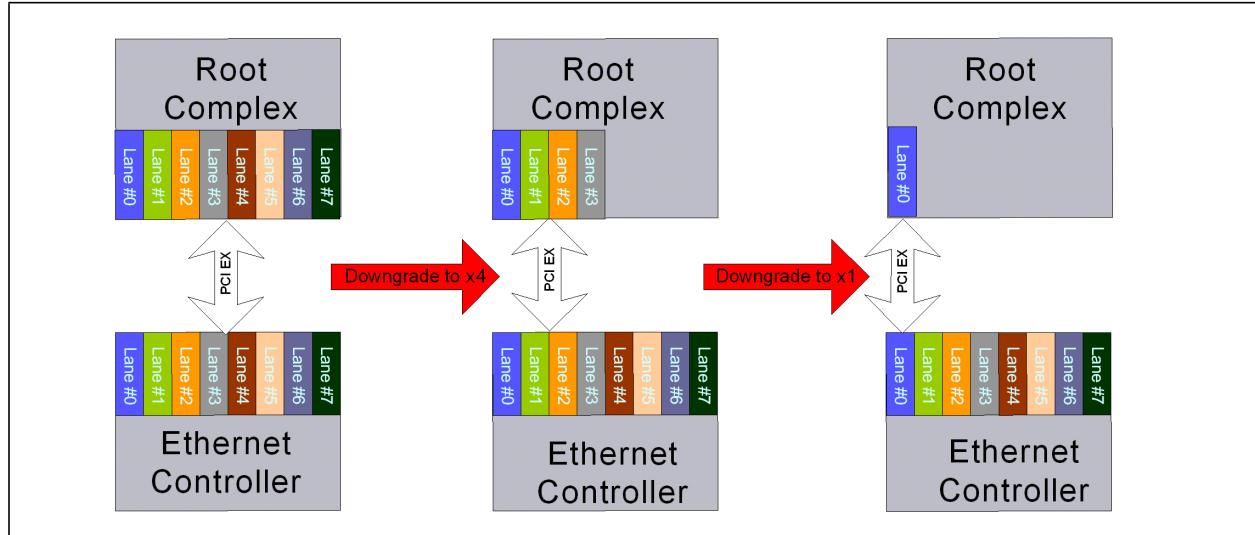 Root
Complex
Lane #0
Lane #1
Lane #2
Lane #3
Lane #4
Lane #5
Lane #6
Lane #7
PCI EX
Lane #0
Lane #1
Lane #2
Lane #3
Lane #4
Lane #5
Lane #6
Lane #7
Ethernet
Controller
Downgrade to x4
Root
Complex
Lane #0
Lane #1
Lane #2
Lane #3
PCI EX
Lane #0
Lane #1
Lane #2
Lane #3
Lane #4
Lane #5
Lane #6
Lane #7
Ethernet
Controller
Downgrade to x1
Root
Complex
Lane #0
PCI EX
Lane #0
Lane #1
Lane #2
Lane #3
Lane #4
Lane #5
Lane #6
Lane #7
Ethernet
Controller